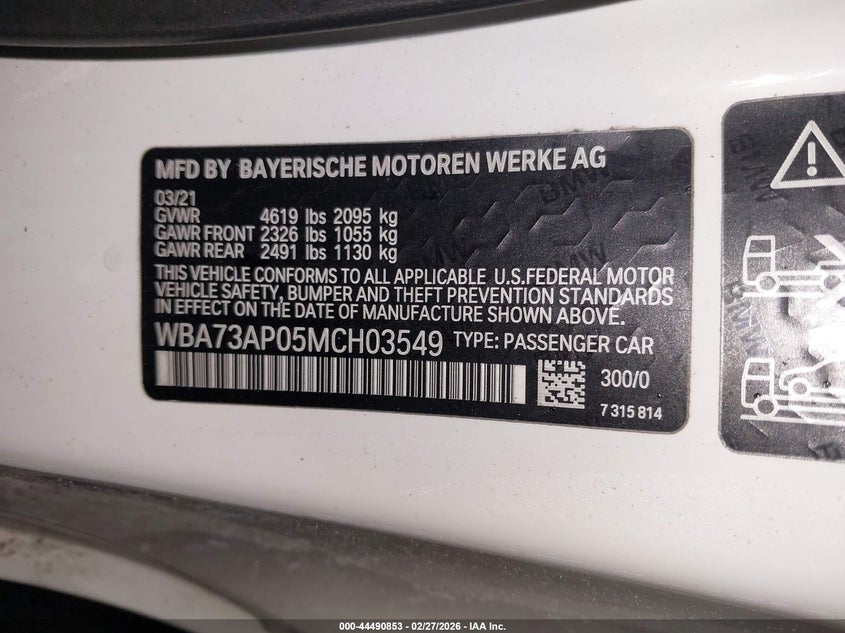 MFD BY BAYERISCHE MOTOREN WERKE AG
03/21
GVWR 4619 lbs 2095 kg
GAWR FRONT 2326 lbs 1055 kg
GAWR REAR 2491 lbs 1130 kg
THIS VEHICLE CONFORMS TO ALL APPLICABLE U.S.FEDERAL MOTOR
VEHICLE SAFETY, BUMPER AND THEFT PREVENTION STANDARDS
IN EFFECT ON THE DATE OF MANUFACTURE SHOWN ABOVE.
WBA73AP05MCH03549 TYPE: PASSENGER CAR
300/0
7 315 814
BMW
BMW
BMW
000-44490853 | 02/27/2026 - IAA Inc.